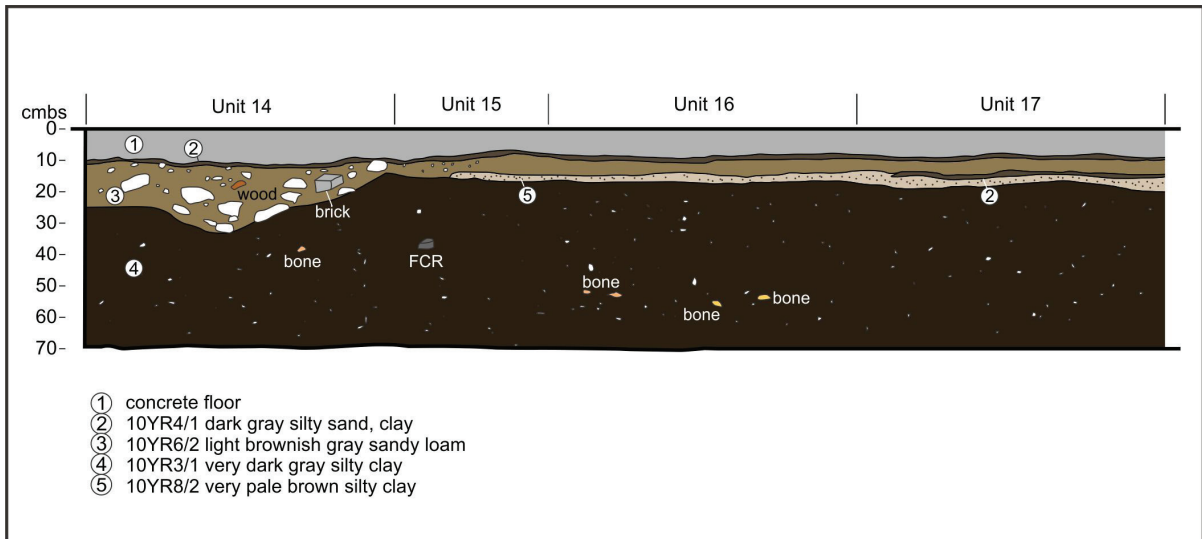 Unit 14 Unit 15 Unit 16 Unit 17
cmbs
0-
10-
20-
30-
40-
50-
60-
70-
1
2
3
wood
brick
5
2
4
bone
FCR
bone
bone
bone
1 concrete floor
2 10YR4/1 dark gray silty sand, clay
3 10YR6/2 light brownish gray sandy loam
4 10YR3/1 very dark gray silty clay
5 10YR8/2 very pale brown silty clay